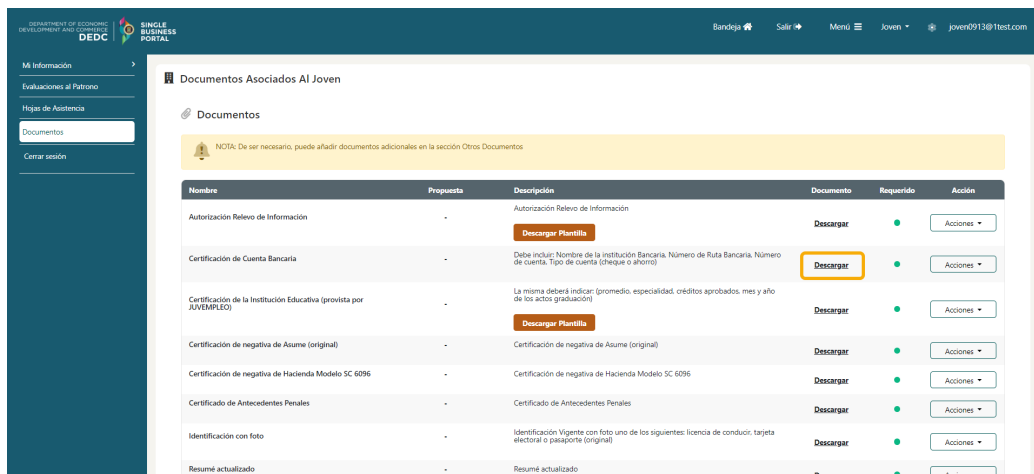 DEPARTMENT OF ECONOMIC
DEVELOPMENT AND COMMERCE
DEDC
SINGLE
BUSINESS
PORTAL
Bandeja
Salir
Menú
Joven
joven0913@1test.com
Mi Información
Evaluaciones al Patrono
Hojas de Asistencia
Documentos
Cerrar sesión
Documentos Asociados Al Joven
Documentos
NOTA: De ser necesario, puede añadir documentos adicionales en la sección Otros Documentos
Nombre Propuesta Descripción Documento Requerido Acción
Autorización Relevo de Información - Autorización Relevo de Información
Descargar Plantilla
Descargar Acciones
Certificación de Cuenta Bancaria - Debe incluir: Nombre de la institución Bancaria, Número de Ruta Bancaria, Número
de cuenta, Tipo de cuenta (cheque o ahorro)
Descargar Acciones
Certificación de la Institución Educativa (provista por
JUVEMPLEO)
- La misma deberá indicar: (promedio, especialidad, créditos aprobados, mes y año
de los actos graduación)
Descargar Plantilla
Descargar Acciones
Certificación de negativa de Asume (original) - Certificación de negativa de Asume (original)
Descargar Acciones
Certificación de negativa de Hacienda Modelo SC 6096 - Certificación de negativa de Hacienda Modelo SC 6096
Descargar Acciones
Certificado de Antecedentes Penales - Certificado de Antecedentes Penales
Descargar Acciones
Identificación con foto - Identificación Vigente con foto uno de los siguientes: licencia de conducir, tarjeta
electoral o pasaporte (original)
Descargar Acciones
Resumé actualizado - Resumé actualizado